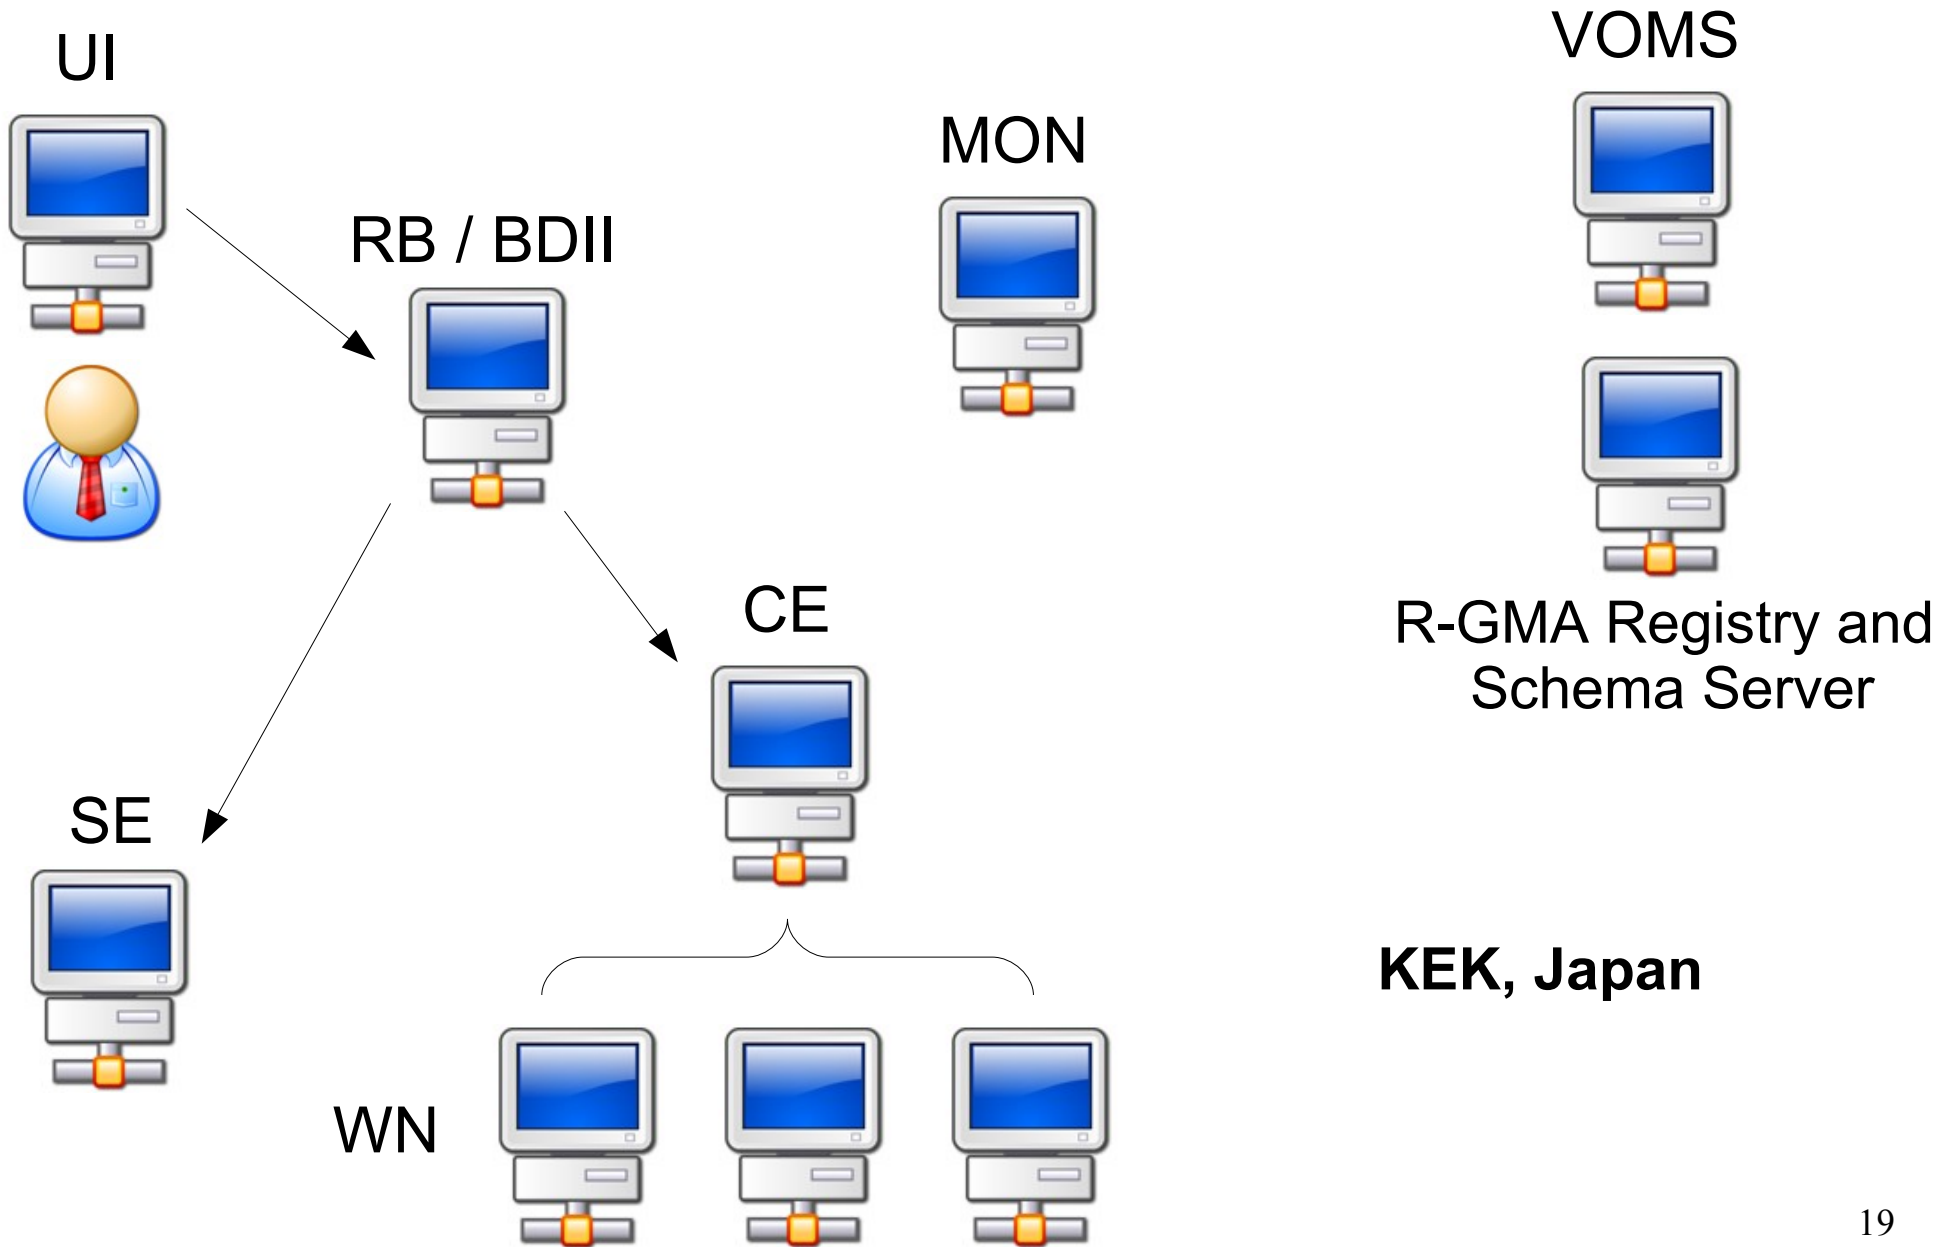 UI
VOMS
MON
RB / BDII
CE
R-GMA Registry and
Schema Server
SE
KEK, Japan
WN
19